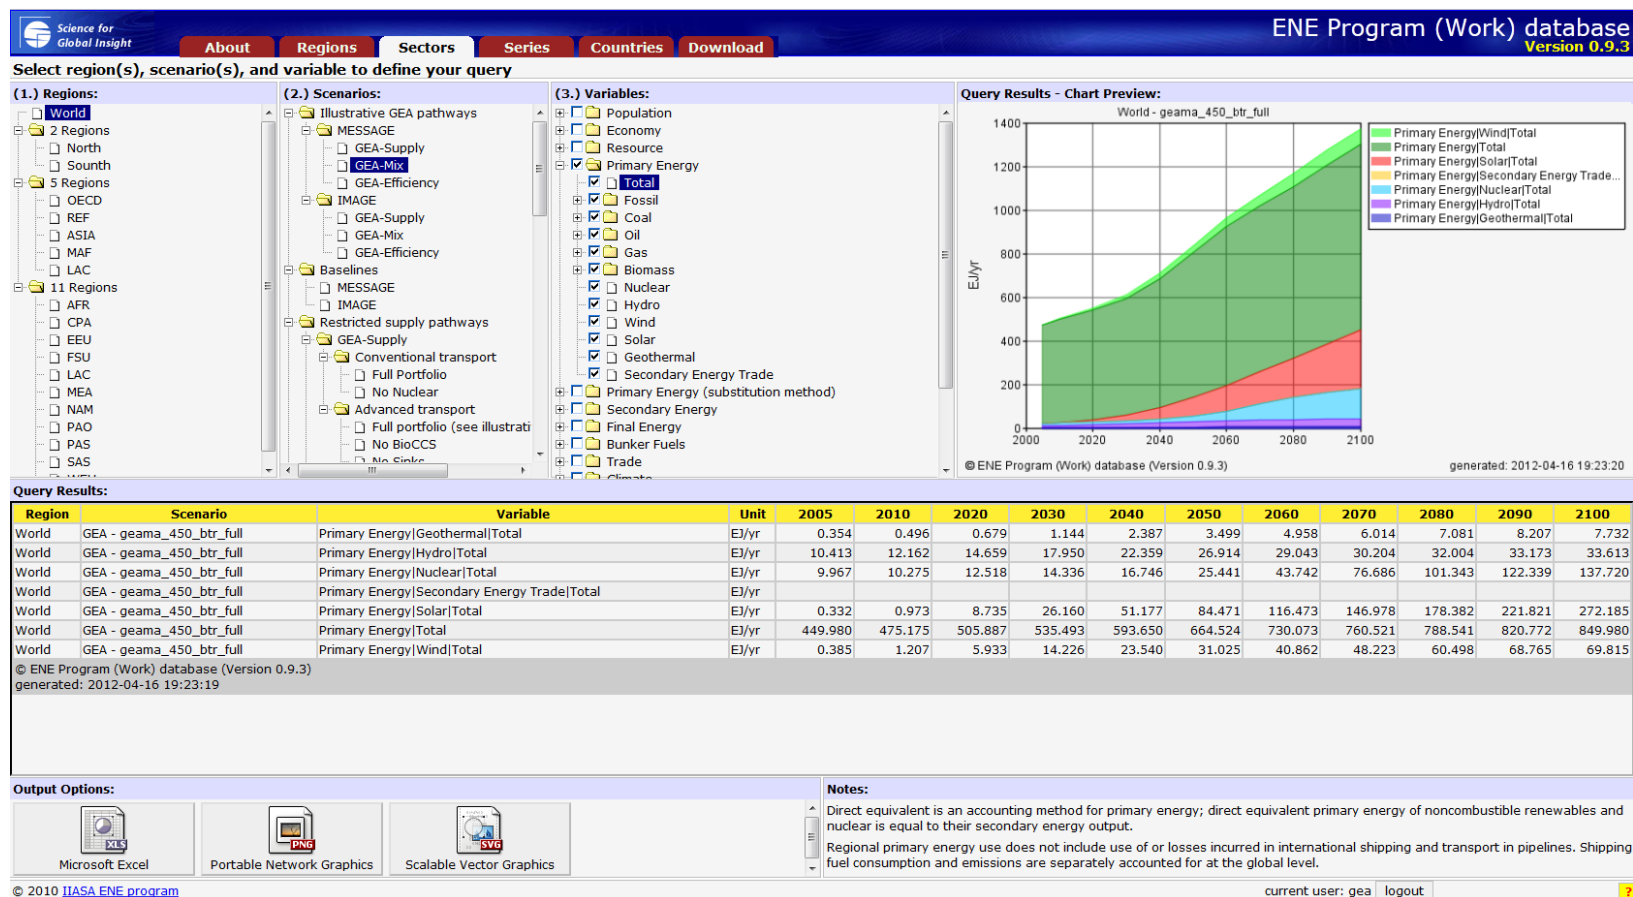 Science for
Global Insight
ENE Program (Work) database
Version 0.9.3
About Regions Sectors Series Countries Download
Select region(s), scenario(s), and variable to define your query
(1.) Regions:
World
2 Regions
North
Sounth
5 Regions
OECD
REF
ASIA
MAF
LAC
11 Regions
AFR
CPA
EEU
FSU
LAC
MEA
NAM
PAO
PAS
SAS
(2.) Scenarios:
Illustrative GEA pathways
MESSAGE
GEA-Supply
GEA-Mix
GEA-Efficiency
IMAGE
GEA-Supply
GEA-Mix
GEA-Efficiency
Baselines
MESSAGE
IMAGE
Restricted supply pathways
GEA-Supply
Conventional transport
Full Portfolio
No Nuclear
Advanced transport
Full portfolio (see illustrati
No BioCCS
No Sinks
(3.) Variables:
Population
Economy
Resource
Primary Energy
Total
Fossil
Coal
Oil
Gas
Biomass
Nuclear
Hydro
Wind
Solar
Geothermal
Secondary Energy Trade
Primary Energy (substitution method)
Secondary Energy
Final Energy
Bunker Fuels
Trade
Climate
Query Results - Chart Preview:
World - geama_450_btr_full
1400
1200
1000
800
600
400
200
0
EJ/yr
2000 2020 2040 2060 2080 2100
Primary Energy|Wind|Total
Primary Energy|Total
Primary Energy|Solar|Total
Primary Energy|Secondary Energy Trade...
Primary Energy|Nuclear|Total
Primary Energy|Hydro|Total
Primary Energy|Geothermal|Total
© ENE Program (Work) database (Version 0.9.3) generated: 2012-04-16 19:23:20
Query Results:
Region Scenario Variable Unit 2005 2010 2020 2030 2040 2050 2060 2070 2080 2090 2100
World GEA - geama_450_btr_full Primary Energy|Geothermal|Total EJ/yr 0.354 0.496 0.679 1.144 2.387 3.499 4.958 6.014 7.081 8.207 7.732
World GEA - geama_450_btr_full Primary Energy|Hydro|Total EJ/yr 10.413 12.162 14.659 17.950 22.359 26.914 29.043 30.204 32.004 33.173 33.613
World GEA - geama_450_btr_full Primary Energy|Nuclear|Total EJ/yr 9.967 10.275 12.518 14.336 16.746 25.441 43.742 76.686 101.343 122.339 137.720
World GEA - geama_450_btr_full Primary Energy|Secondary Energy Trade|Total EJ/yr
World GEA - geama_450_btr_full Primary Energy|Solar|Total EJ/yr 0.332 0.973 8.735 26.160 51.177 84.471 116.473 146.978 178.382 221.821 272.185
World GEA - geama_450_btr_full Primary Energy|Total EJ/yr 449.980 475.175 505.887 535.493 593.650 664.524 730.073 760.521 788.541 820.772 849.980
World GEA - geama_450_btr_full Primary Energy|Wind|Total EJ/yr 0.385 1.207 5.933 14.226 23.540 31.025 40.862 48.223 60.498 68.765 69.815
© ENE Program (Work) database (Version 0.9.3)
generated: 2012-04-16 19:23:19
Output Options:
XLS
Microsoft Excel
PNG
Portable Network Graphics
SVG
Scalable Vector Graphics
Notes:
Direct equivalent is an accounting method for primary energy; direct equivalent primary energy of noncombustible renewables and
nuclear is equal to their secondary energy output.
Regional primary energy use does not include use of or losses incurred in international shipping and transport in pipelines. Shipping
fuel consumption and emissions are separately accounted for at the global level.
© 2010 IIASA ENE program
current user: gea logout ?